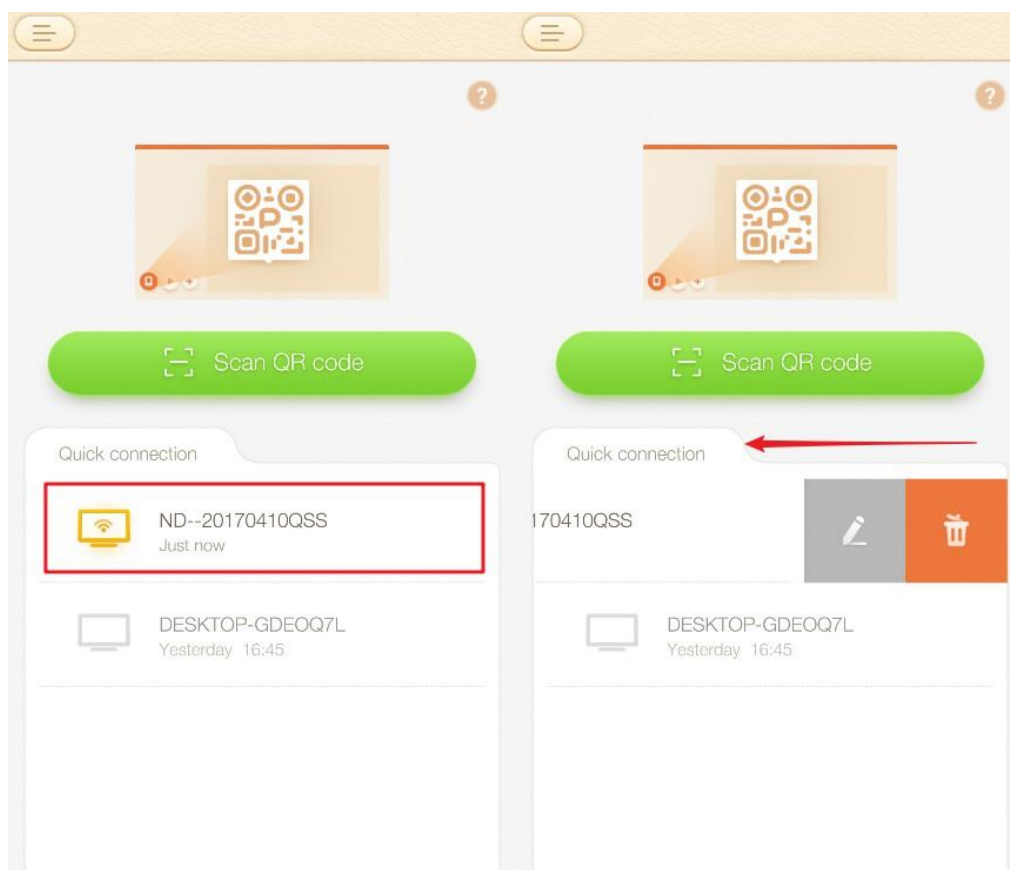 ?
Scan QR code
Quick connection
ND--20170410QSS
Just now
DESKTOP-GDEOQ7L
Yesterday 16:45
?
Scan QR code
Quick connection
170410QSS
DESKTOP-GDEOQ7L
Yesterday 16:45